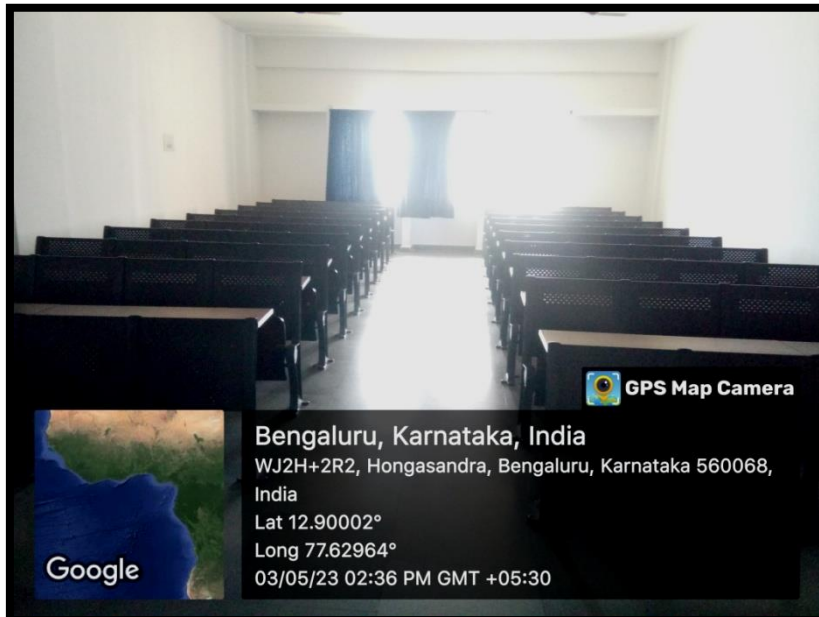 GPS Map Camera
Bengaluru, Karnataka, India
WJ2H+2R2, Hongasandra, Bengaluru, Karnataka 560068,
India
Lat 12.90002°
Long 77.62964°
03/05/23 02:36 PM GMT +05:30
Google